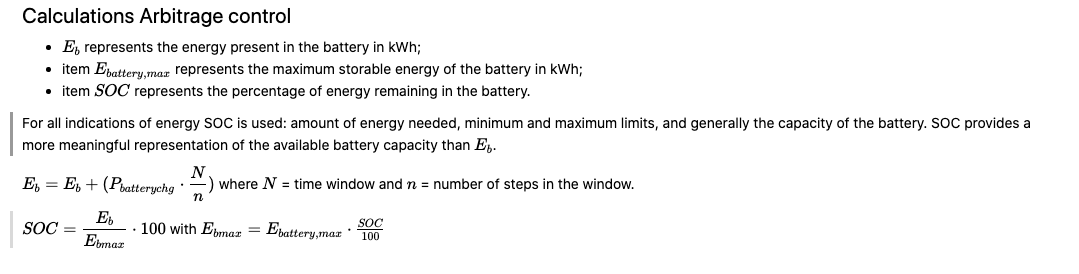 Calculations Arbitrage control
• E_b represents the energy present in the battery in kWh;
• item E_{battery,max} represents the maximum storable energy of the battery in kWh;
• item SOC represents the percentage of energy remaining in the battery.
For all indications of energy SOC is used: amount of energy needed, minimum and maximum limits, and generally the capacity of the battery. SOC provides a
more meaningful representation of the available battery capacity than E_b.
E_b = E_b + (P_{batterychg} · \frac{N}{n}) where N = time window and n = number of steps in the window.
SOC = \frac{E_b}{E_{bmax}} · 100 with E_{bmax} = E_{battery,max} · \frac{SOC}{100}